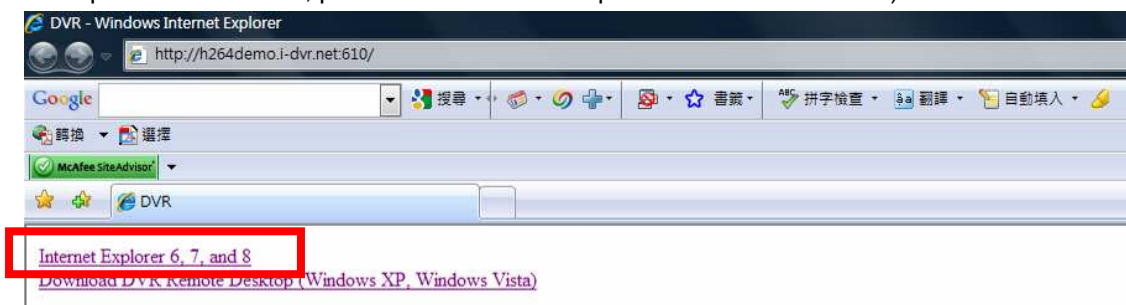 DVR - Windows Internet Explorer
http://h264demo.i-dvr.net:610/
Google 搜尋 書籤 ABC 拼字檢查 åa 翻譯 自動填入
轉換 選擇
McAfee SiteAdvisor
DVR
Internet Explorer 6, 7, and 8
Download DVR Remote Desktop (Windows XP, Windows Vista)